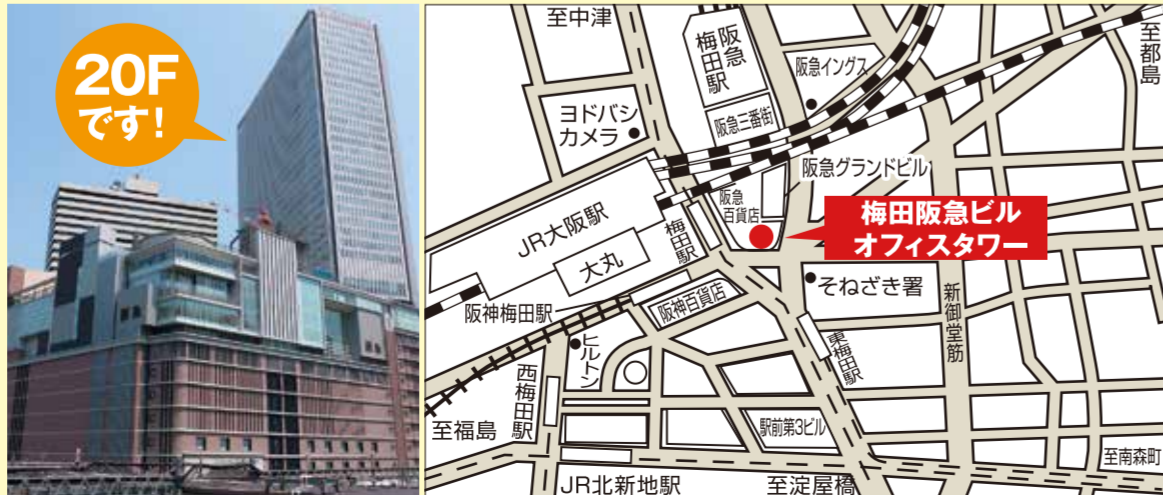 20F
です!
至中津
阪急
梅田駅
阪急イングス
至都島
ヨドバシ
カメラ
阪急三番街
阪急グランドビル
阪急
百貨店
梅田阪急ビル
オフィスタワー
JR大阪駅
梅田駅
大丸
そねざき署
阪神梅田駅
阪神百貨店
新御堂筋
ヒルトン
東梅田駅
西梅田駅
至福島
駅前第3ビル
至南森町
JR北新地駅
至淀屋橋